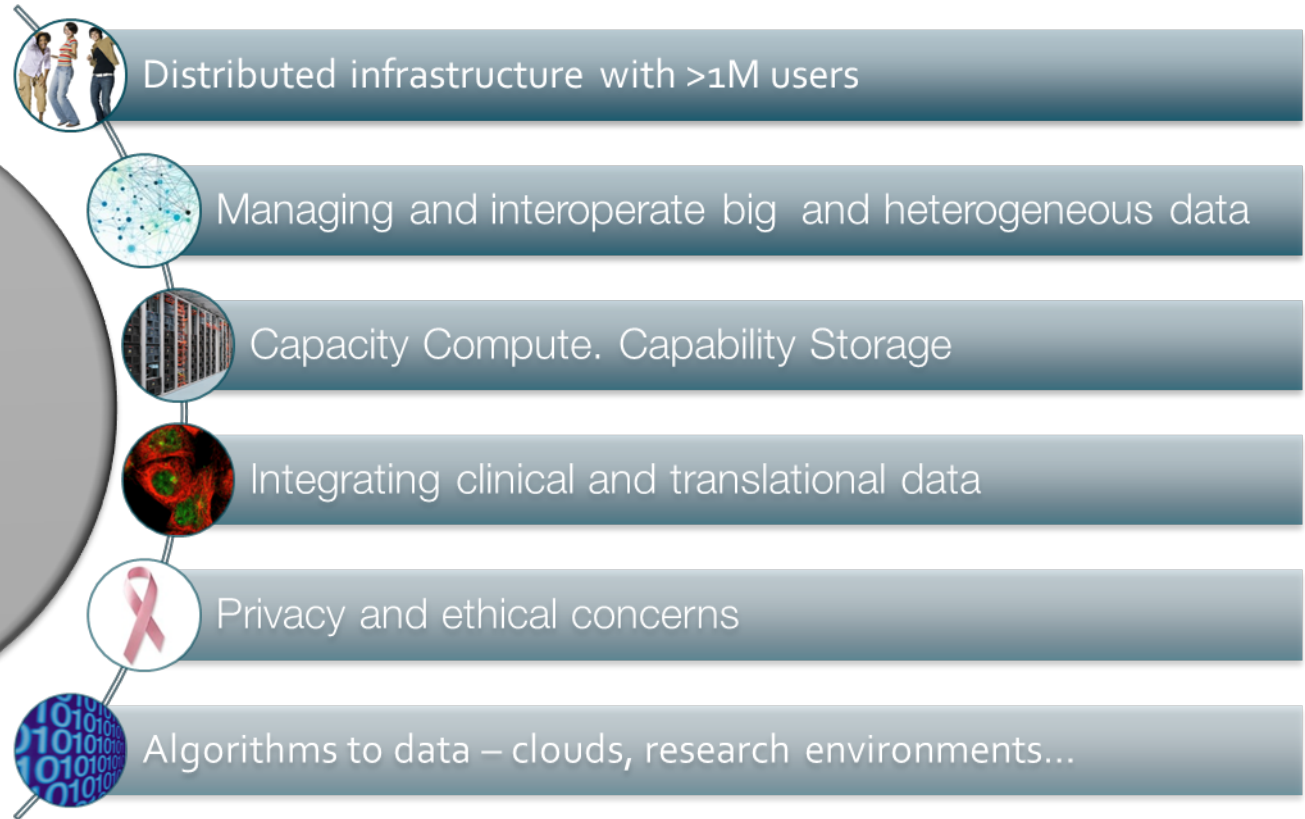 Distributed infrastructure with >1M users
Managing and interoperate big and heterogeneous data
Capacity Compute. Capability Storage
Integrating clinical and translational data
Privacy and ethical concerns
Algorithms to data – clouds, research environments...